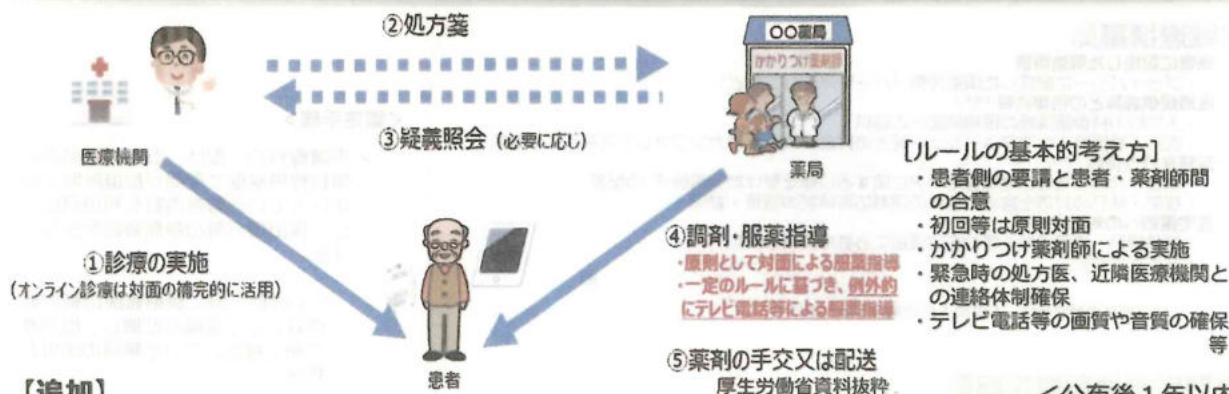 ②処方箋
〇〇薬局
かかりつけ薬剤師
医療機関
③疑義照会（必要に応じ）
薬局
[ルールの基本的考え方]
・患者側の要請と患者・薬剤師間
の合意
・初回等は原則対面
・かかりつけ薬剤師による実施
・緊急時の処方医、近隣医療機関と
の連絡体制確保
・テレビ電話等の画質や音質の確保
等
④調剤・服薬指導
・原則として対面による服薬指導
・一定のルールに基づき、例外的
にテレビ電話等による服薬指導
①診療の実施
（オンライン診療は対面の補完的に活用）
患者
⑤薬剤の手交又は配送
厚生労働省資料抜粋
【追加】
＜公布後1年以内